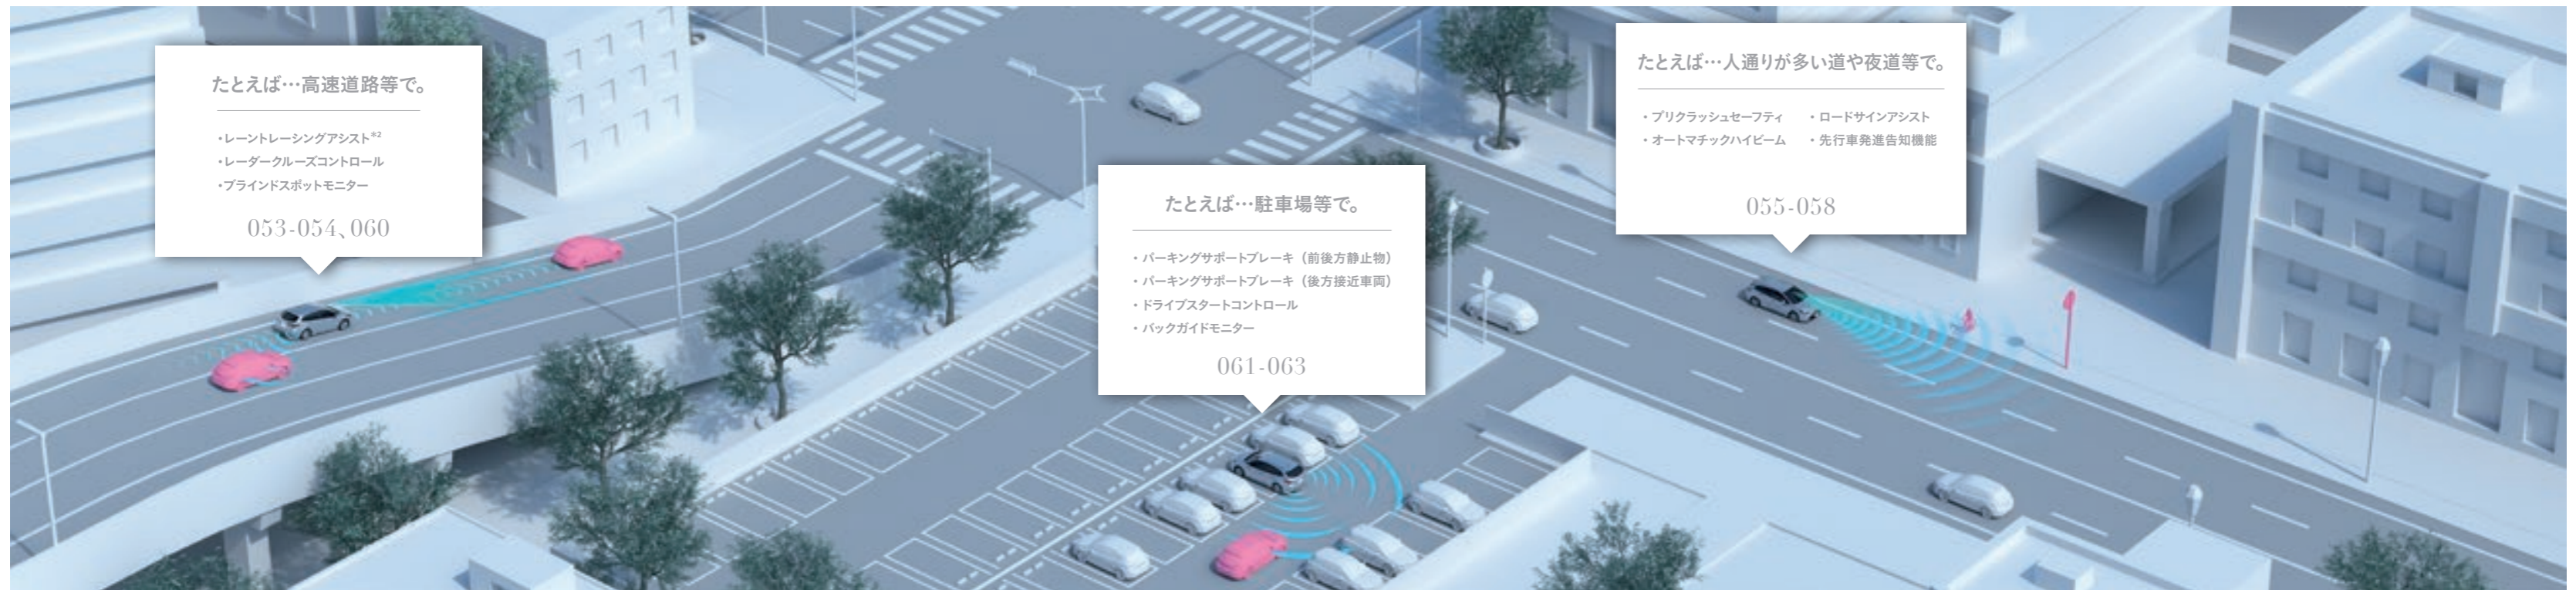 たとえば…高速道路等で。
・レーントレーシングアシスト*2
・レーダークルーズコントロール
・ブラインドスポットモニター
053-054、060
たとえば…駐車場等で。
・パーキングサポートブレーキ（前後方静止物）
・パーキングサポートブレーキ（後方接近車両）
・ドライブスタートコントロール
・バックガイドモニター
061-063
たとえば…人通りが多い道や夜道等で。
・プリクラッシュセーフティ ・ロードサインアシスト
・オートマチックハイビーム ・先行車発進告知機能
055-058